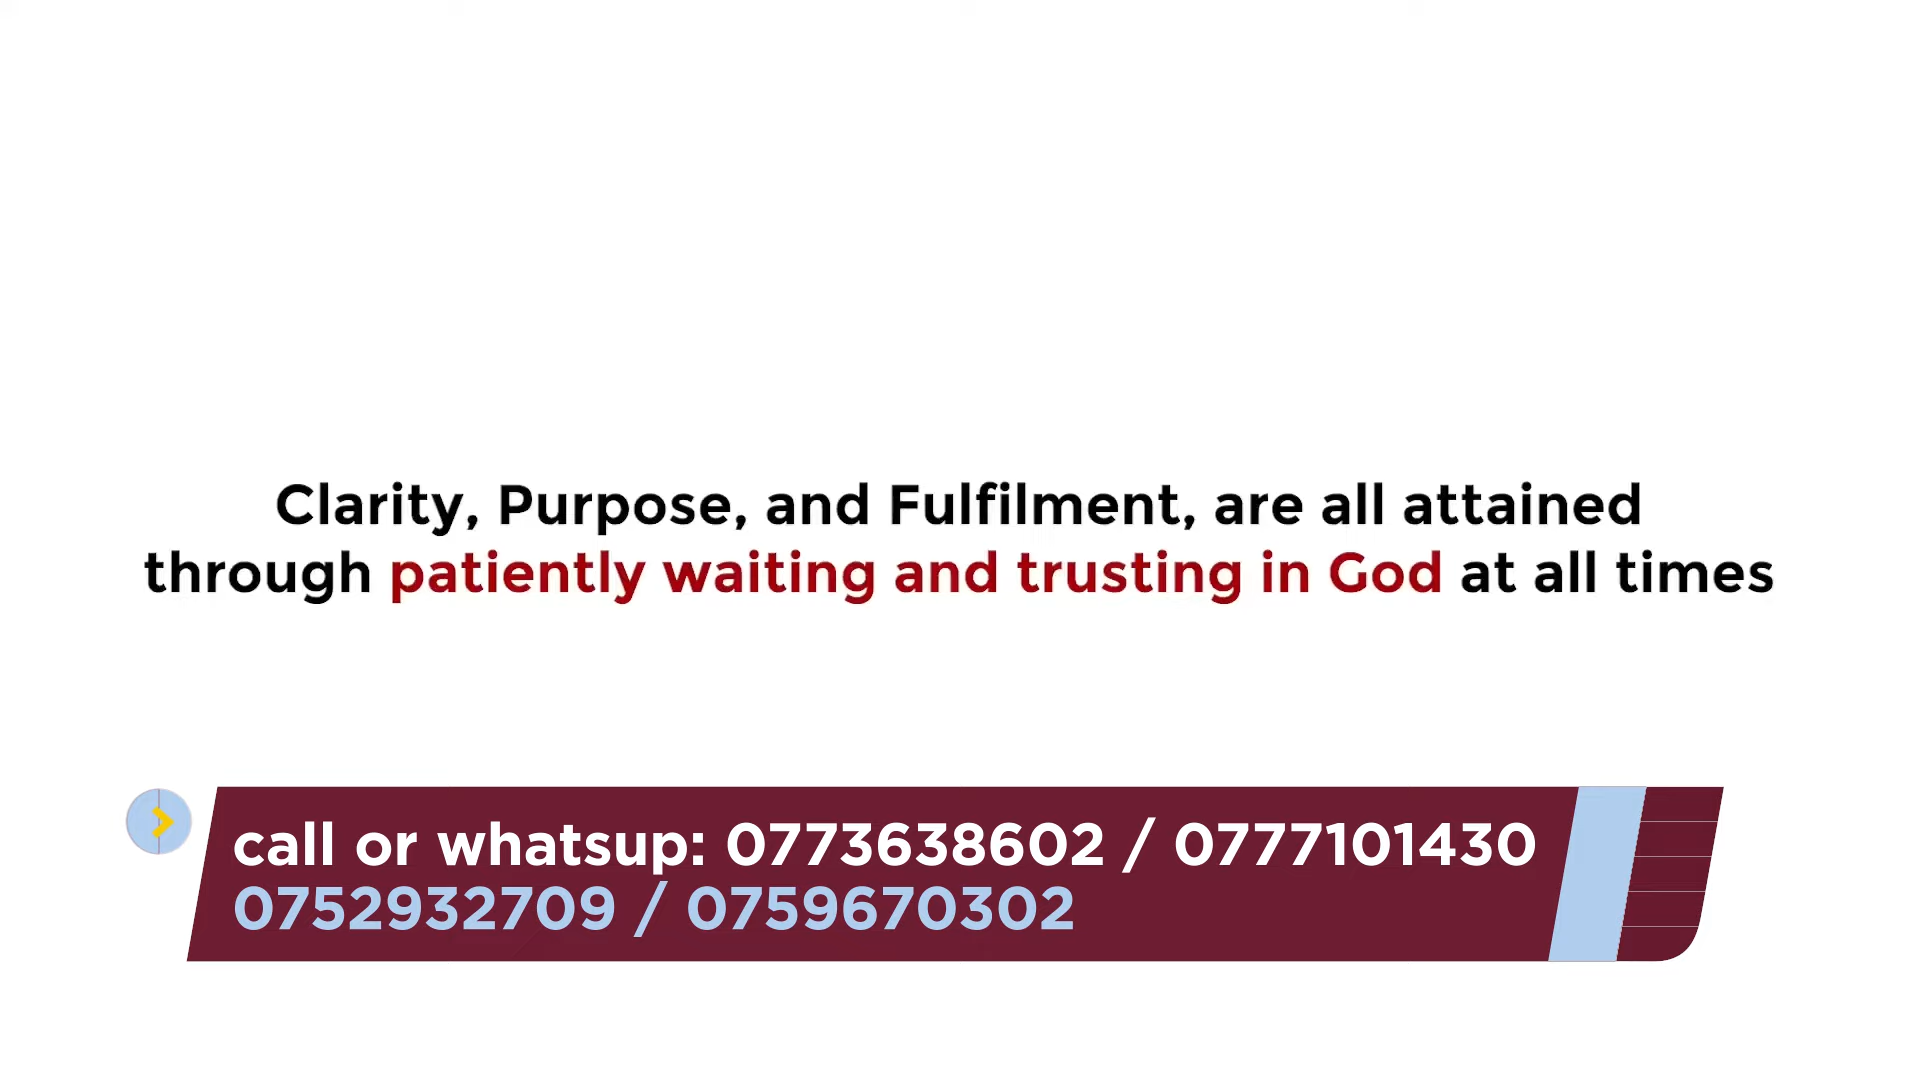 Clarity, Purpose, and Fulfilment, are all attained
through patiently waiting and trusting in God at all times
call or whatsup: 0773638602 / 0777101430
0752932709 / 0759670302